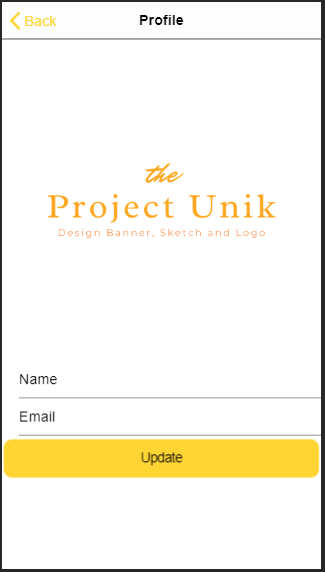 Back
Profile
the
Project Unik
Design Banner, Sketch and Logo
Name
Email
Update